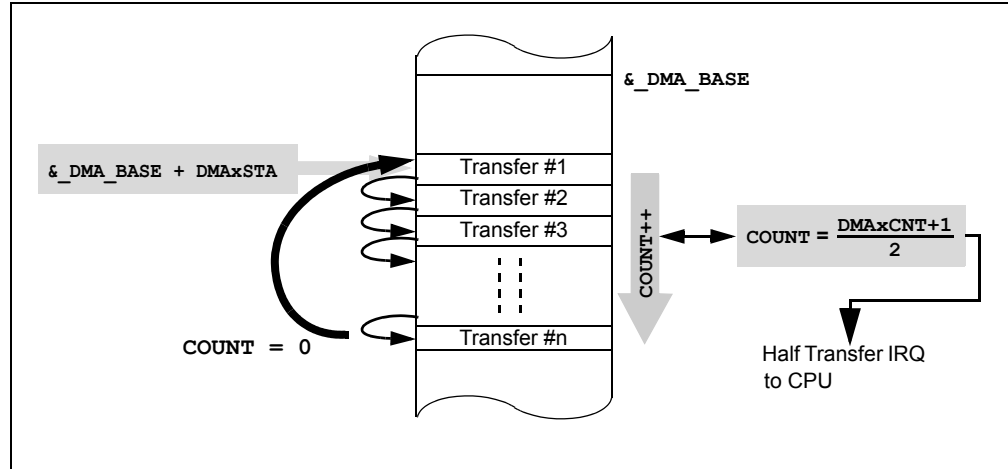 &_DMA_BASE
&_DMA_BASE + DMAxSTA
Transfer #1
Transfer #2
Transfer #3
Transfer #n
COUNT = 0
COUNT++
COUNT = DMAxCNT+1
2
Half Transfer IRQ
to CPU